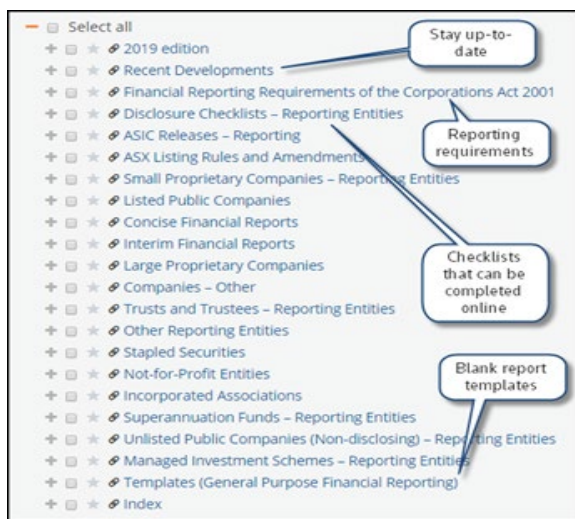 Select all
2019 edition
Recent Developments
Financial Reporting Requirements of the Corporations Act 2001
Disclosure Checklists – Reporting Entities
ASIC Releases – Reporting
ASX Listing Rules and Amendments
Small Proprietary Companies – Reporting Entities
Listed Public Companies
Concise Financial Reports
Interim Financial Reports
Large Proprietary Companies
Companies – Other
Trusts and Trustees – Reporting Entities
Other Reporting Entities
Stapled Securities
Not-for-Profit Entities
Incorporated Associations
Superannuation Funds – Reporting Entities
Unlisted Public Companies (Non-disclosing) – Reporting Entities
Managed Investment Schemes – Reporting Entities
Templates (General Purpose Financial Reporting)
Index
Stay up-to-
date
Reporting
requirements
Checklists
that can be
completed
online
Blank report
templates